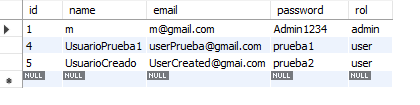 id name email password rol
1 m m@gmail.com Admin1234 admin
4 UsuarioPrueba1 userPrueba@gmail.com prueba1 user
5 UsuarioCreado UserCreated@gmai.com prueba2 user
NULL NULL NULL NULL NULL